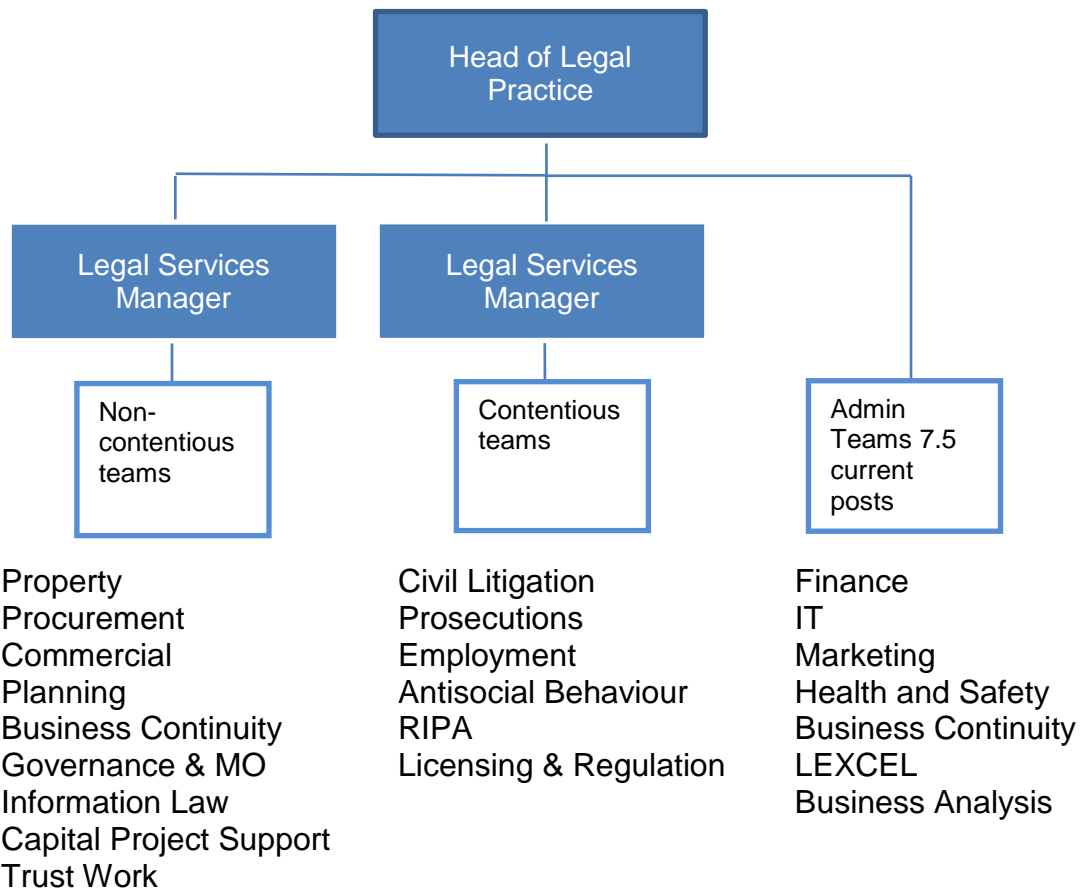 Head of Legal
Practice
Legal Services
Manager
Legal Services
Manager
Non-
contentious
teams
Contentious
teams
Admin
Teams 7.5
current
posts
Property
Procurement
Commercial
Planning
Business Continuity
Governance & MO
Information Law
Capital Project Support
Trust Work
Civil Litigation
Prosecutions
Employment
Antisocial Behaviour
RIPA
Licensing & Regulation
Finance
IT
Marketing
Health and Safety
Business Continuity
LEXCEL
Business Analysis